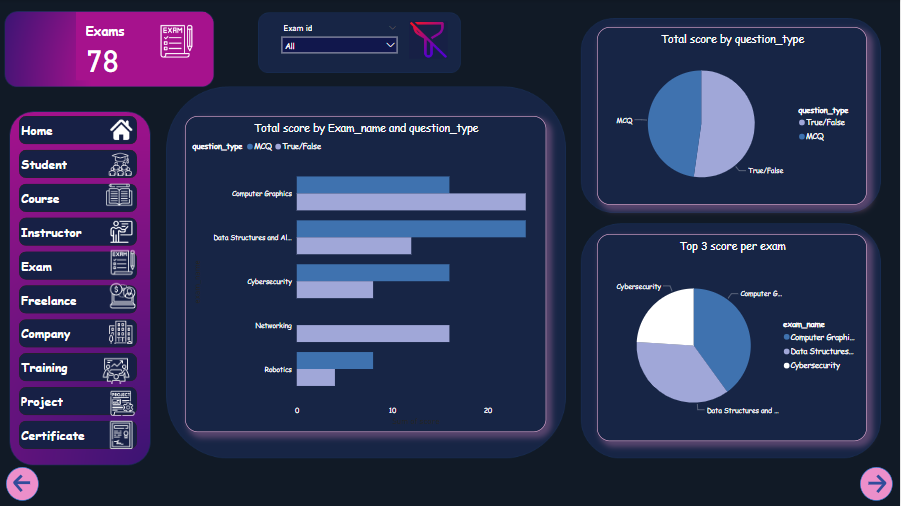 Exams
78
EXAM
Exam id
All
Home
Student
Course
Instructor
Exam
EXAM
Freelance
Company
Training
Project
PROJECT
Certificate
Total score by Exam_name and question_type
question_type MCQ True/False
Computer Graphics
Data Structures and Al...
Cybersecurity
Networking
Robotics
0 10 20
Total score by question_type
MCQ
True/False
question_type
True/False
MCQ
Top 3 score per exam
Cybersecurity
Computer G...
Data Structures and ...
exam_name
Computer Graphi...
Data Structures...
Cybersecurity